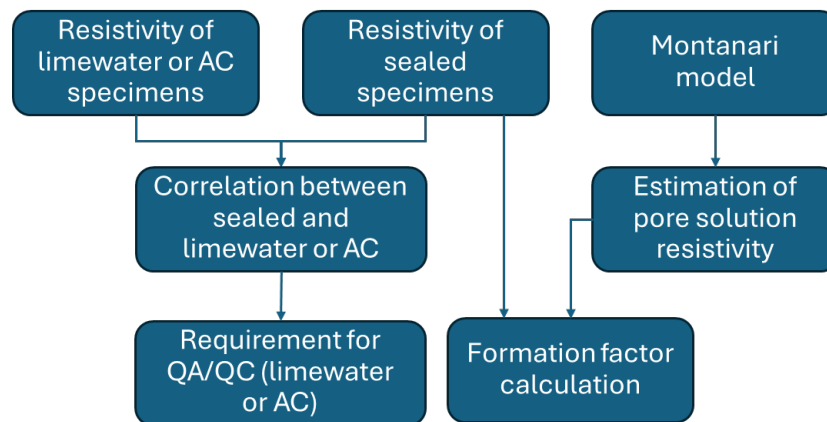 Resistivity of
limewater or AC
specimens
Resistivity of
sealed
specimens
Montanari
model
Correlation between
sealed and
limewater or AC
Estimation of
pore solution
resistivity
Requirement for
QA/QC (limewater
or AC)
Formation factor
calculation